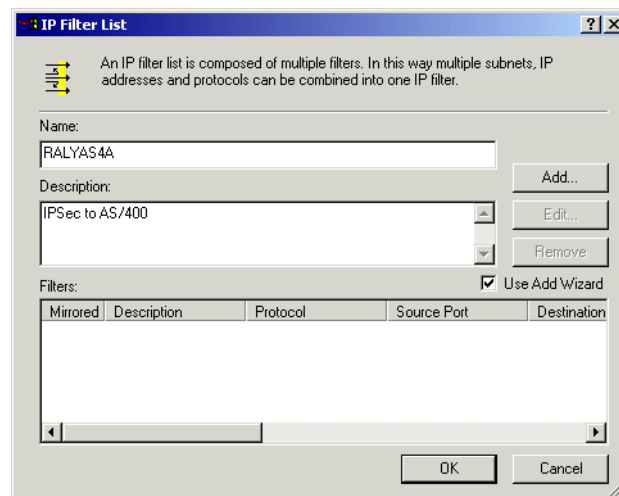 IP Filter List
An IP filter list is composed of multiple filters. In this way multiple subnets, IP
addresses and protocols can be combined into one IP filter.
Name:
RALYAS4A
Add...
Description:
IPSec to AS/400
Edit...
Remove
Filters:
Use Add Wizard
Mirrored Description Protocol Source Port Destination
OK Cancel